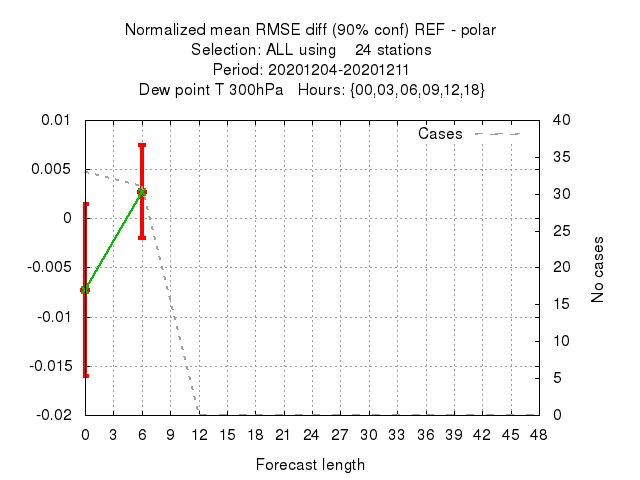 Normalized mean RMSE diff (90% conf) REF - polar
Selection: ALL using    24 stations
Period: 20201204-20201211
Dew point T 300hPa   Hours: {00,03,06,09,12,18}
Cases
0.01
0.005
0
-0.005
-0.01
-0.015
-0.02
40
35
30
25
20
15
10
5
0
No cases
0 3 6 9 12 15 18 21 24 27 30 33 36 39 42 45 48
Forecast length